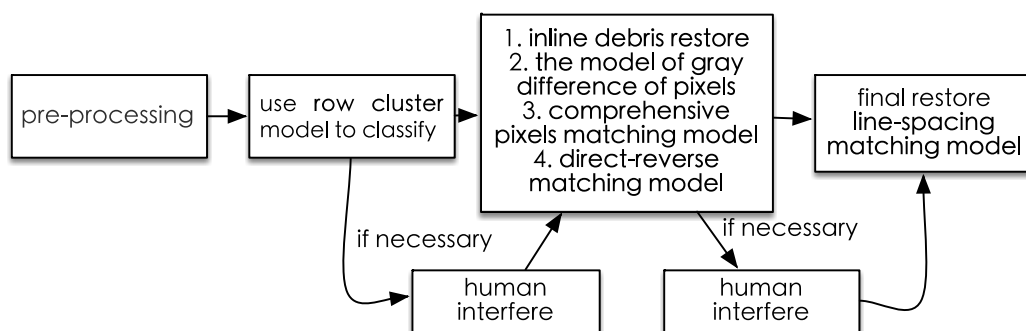 pre-processing
use row cluster
model to classify
1. inline debris restore
2. the model of gray
difference of pixels
3. comprehensive
pixels matching model
4. direct-reverse
matching model
final restore
line-spacing
matching model
if necessary
if necessary
human
interfere
human
interfere